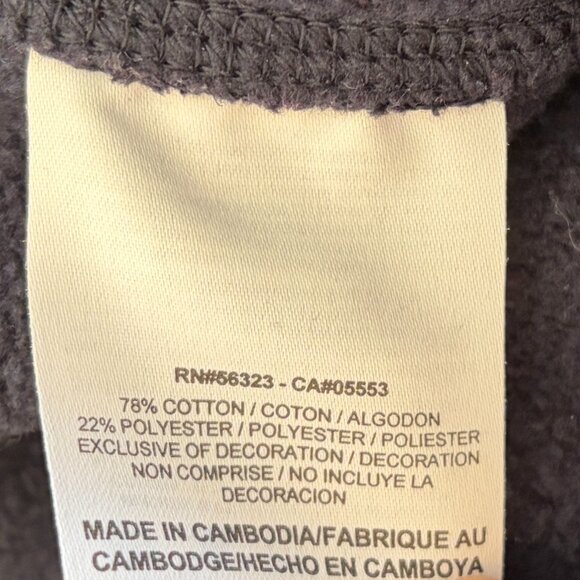 RN#56323 - CA#05553
78% COTTON / COTON / ALGODON
22% POLYESTER / POLYESTER / POLIESTER
EXCLUSIVE OF DECORATION / DECORATION
NON COMPRISE / NO INCLUYE LA
DECORACION
MADE IN CAMBODIA/FABRIQUE AU
CAMBODGE/HECHO EN CAMBOYA